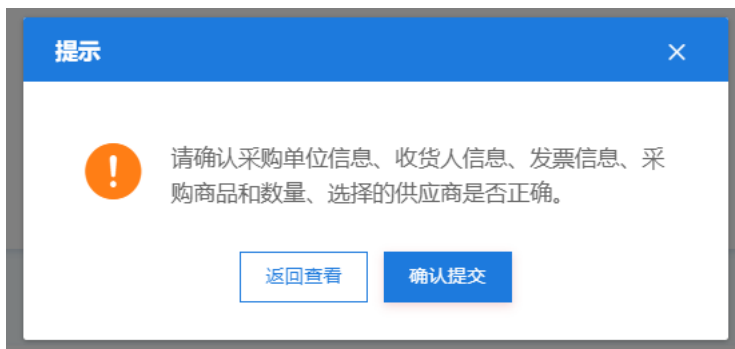 提示
请确认采购单位信息、收货人信息、发票信息、采
购商品和数量、选择的供应商是否正确。
返回查看
确认提交